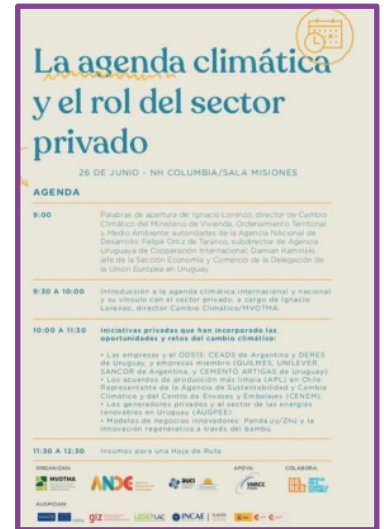 La agenda climática
y el rol del sector
privado
26 DE JUNIO - NH COLUMBIA/SALA MISIONES
AGENDA
9:00
Palabras de apertura de: Ignacio Lorenzo, director de Cambio
Climático del Ministerio de Vivienda, Ordenamiento Territorial
y Medio Ambiente; autoridades de la Agencia NAcional de
Desarrollo; Felipe Ortiz de Taranco, subdirector de Agencia
Uruguaya de Cooperación Internacional; Damian Kaminski,
jefe de la Sección Economía y Comercio de la Delegación de
la Unión Europea en Uruguay.
9:30 A 10:00
Introducción a la agenda climática internacional y nacional
y su vínculo con el sector privado, a cargo de Ignacio
Lorenzo, director Cambio Climático/MVOTMA.
10:00 A 11:30
Iniciativas privadas que han incorporado las
oportunidades y retos del cambio climático:
• Las empresas y el ODS13: CEADS de Argentina y DERES
de Uruguay, y empresas miembro (QUILMES, UNILEVER,
SANCOR de Argentina, y CEMENTO ARTIGAS de Uruguay).
• Los acuerdos de producción más limpia (APL) en Chile:
Representante de la Agencia de Sustentabilidad y Cambio
Climático y del Centro de Envases y Embalajes (CENEM).
• Los generadores privados y el sector de las energías
renovables en Uruguay (AUGPEE).
• Modelos de negocios innovadores: Panda.uy/Zhú y la
innovación regenerativa a través del bambú.
11:30 A 12:30
Insumos para una Hoja de Ruta
ORGANIZAN:
APOYA:
COLABORA:
MVOTMA
ANDE
auci
SNRCC
AUSPICIAN:
giz
LEDSLAC
INCAE